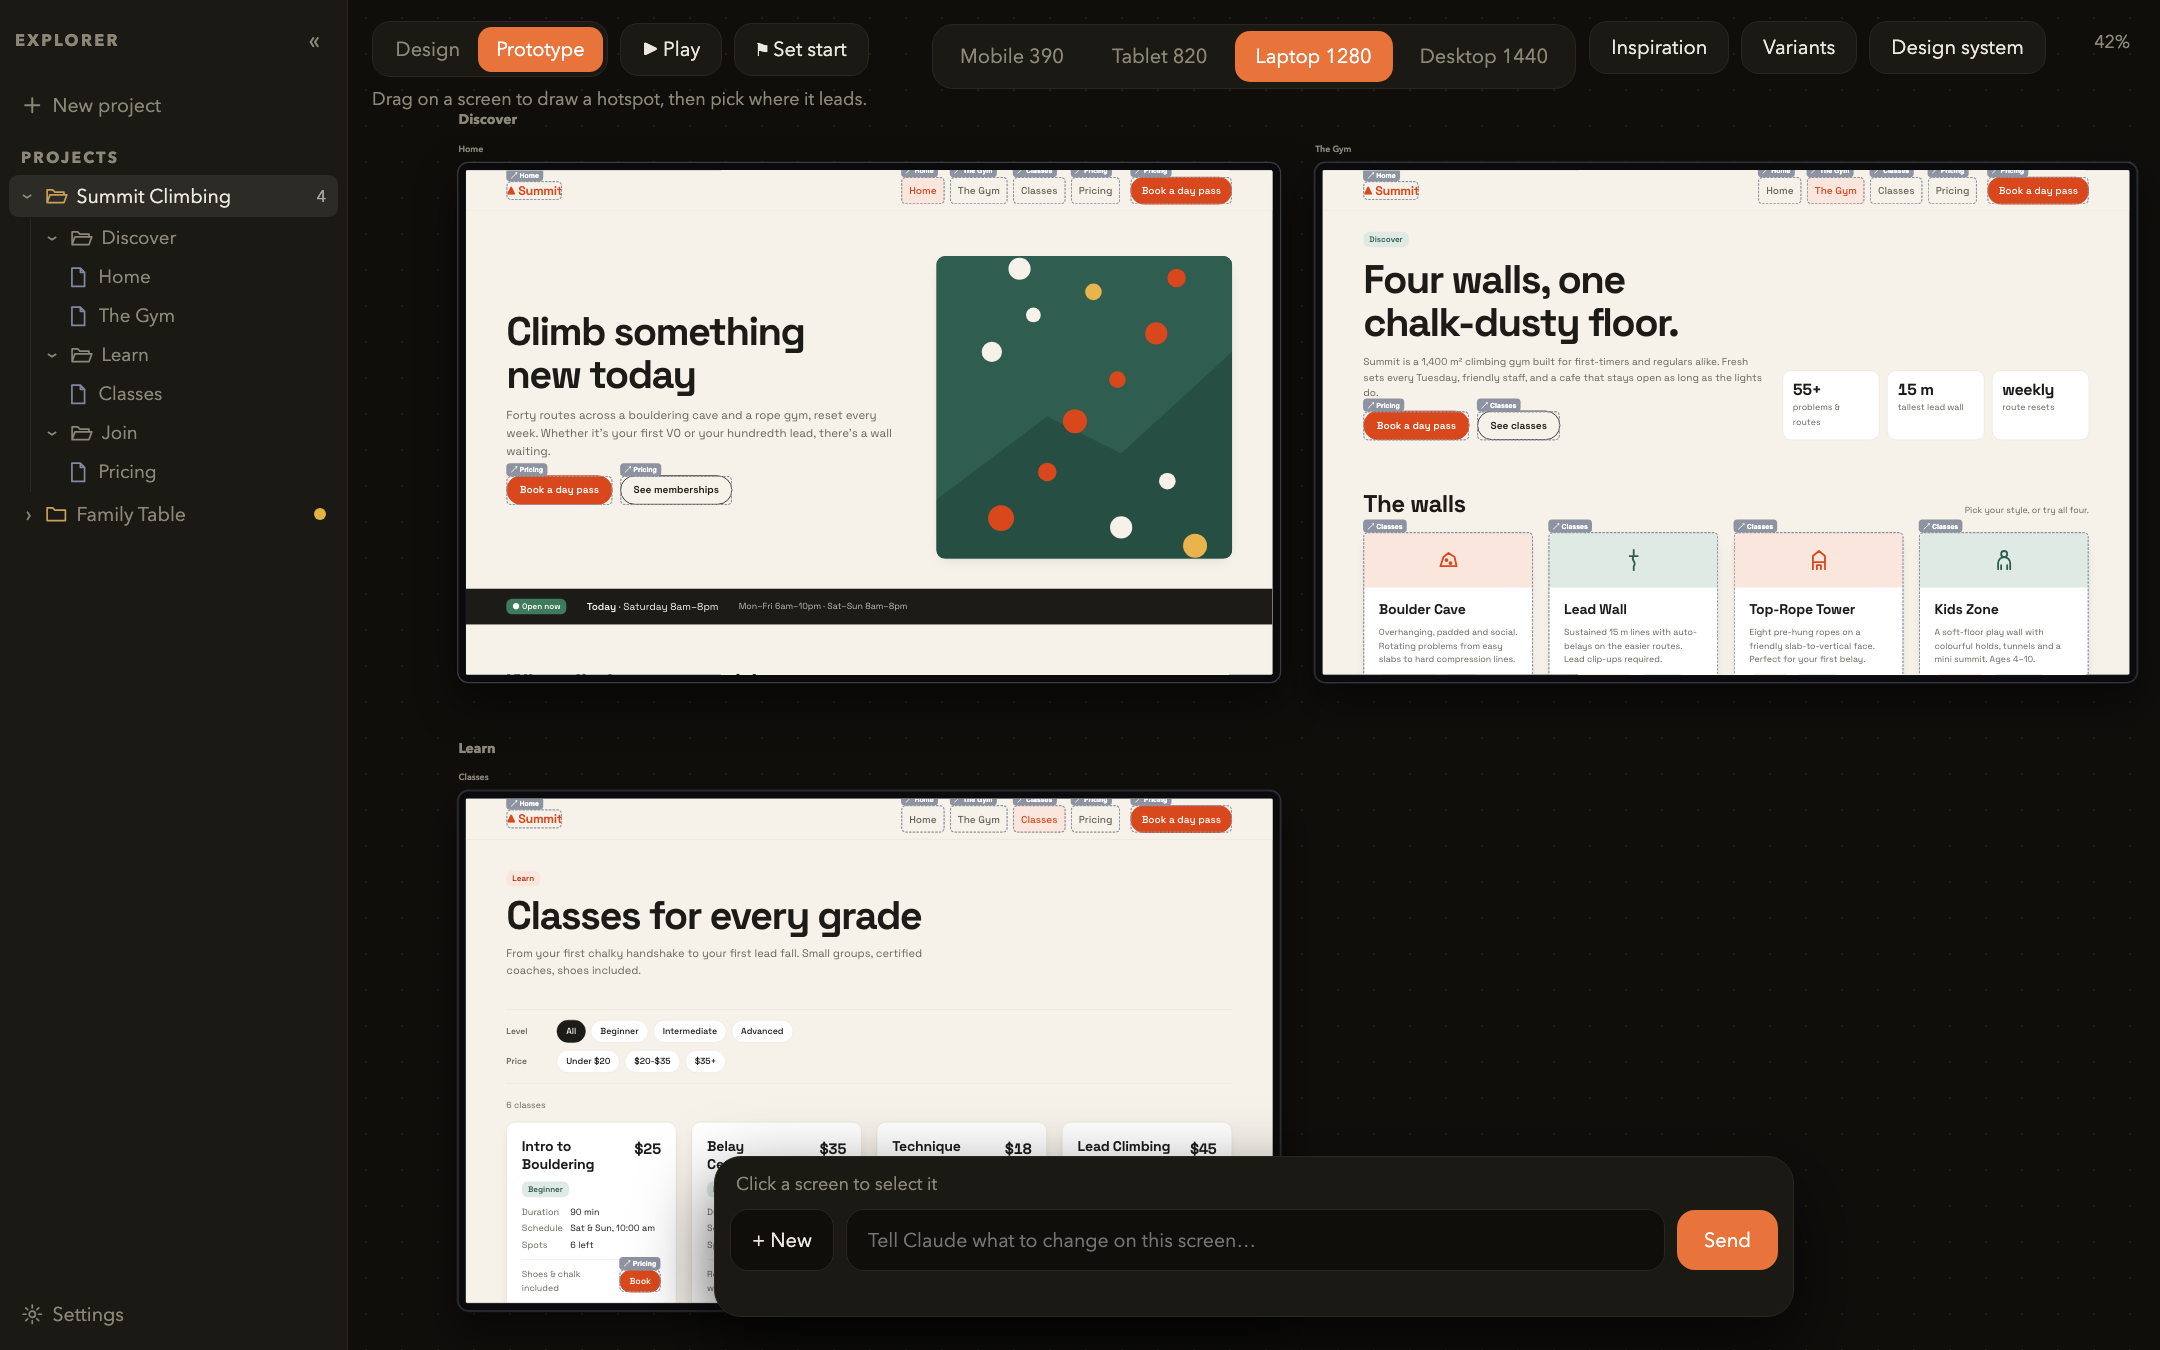 EXPLORER
«
New project
PROJECTS
Summit Climbing 4
Discover
Home
The Gym
Learn
Classes
Join
Pricing
Family Table
Settings
Design
Prototype
Play
Set start
Mobile 390
Tablet 820
Laptop 1280
Desktop 1440
Inspiration
Variants
Design system
42%
Drag on a screen to draw a hotspot, then pick where it leads.
Discover
Home
Home
Summit
Home
The Gym
Classes
Pricing
Book a day pass
Climb something
new today
Forty routes across a bouldering cave and a rope gym, reset every
week. Whether it's your first V0 or your hundredth lead, there's a wall
waiting.
Pricing
Pricing
Book a day pass
See memberships
Open now
Today · Saturday 8am–8pm
Mon–Fri 6am–10pm · Sat–Sun 8am–8pm
The Gym
Home
Summit
Home
The Gym
Classes
Pricing
Book a day pass
Discover
Four walls, one
chalk-dusty floor.
Summit is a 1,400 m² climbing gym built for first-timers and regulars alike. Fresh
sets every Tuesday, friendly staff, and a cafe that stays open as long as the lights
do.
Pricing
Classes
Book a day pass
See classes
55+
problems &
routes
15 m
tallest lead wall
weekly
route resets
The walls
Pick your style, or try all four.
Classes
Classes
Classes
Classes
Boulder Cave
Overhanging, padded and social.
Rotating problems from easy
slabs to hard compression lines.
Lead Wall
Sustained 15 m lines with auto-
belays on the easier routes.
Lead clip-ups required.
Top-Rope Tower
Eight pre-hung ropes on a
friendly slab-to-vertical face.
Perfect for your first belay.
Kids Zone
A soft-floor play wall with
colourful holds, tunnels and a
mini summit. Ages 4–10.
Learn
Classes
Home
Summit
Home
The Gym
Classes
Pricing
Book a day pass
Learn
Classes for every grade
From your first chalky handshake to your first lead fall. Small groups, certified
coaches, shoes included.
Level
All
Beginner
Intermediate
Advanced
Price
Under $20
$20-$35
$35+
6 classes
Intro to
Bouldering
$25
Beginner
Duration 90 min
Schedule Sat & Sun, 10:00 am
Spots 6 left
Shoes & chalk
included
Pricing
Book
Belay
$35
Technique
$18
Lead Climbing
$45
Click a screen to select it
+ New
Tell Claude what to change on this screen…
Send